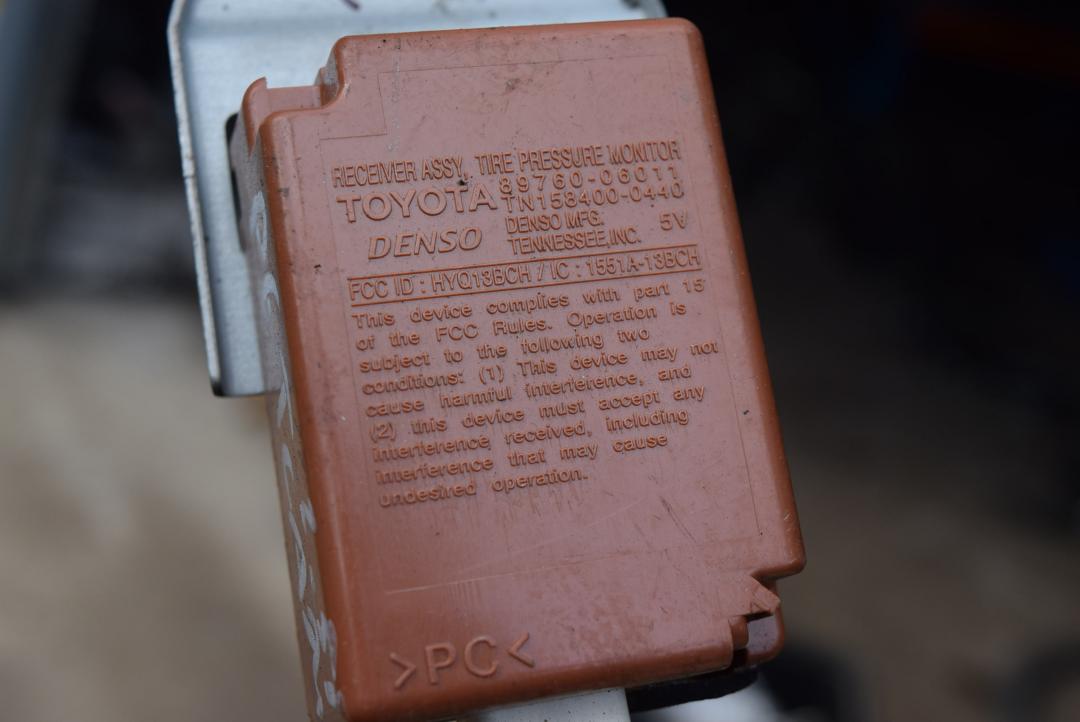 RECEIVER ASSY, TIRE PRESSURE MONITOR
TOYOTA 89760-06011
TN158400-0440
DENSO DENSO MFG. 5V
TENNESSEE,INC.
FCC ID : HYQ13BCH / IC : 1551A-13BCH
This device complies with part 15
of the FCC Rules. Operation is
subject to the following two
conditions: (1) This device may not
cause harmful interference, and
(2) this device must accept any
interference received, including
interference that may cause
undesired operation.
>PC<